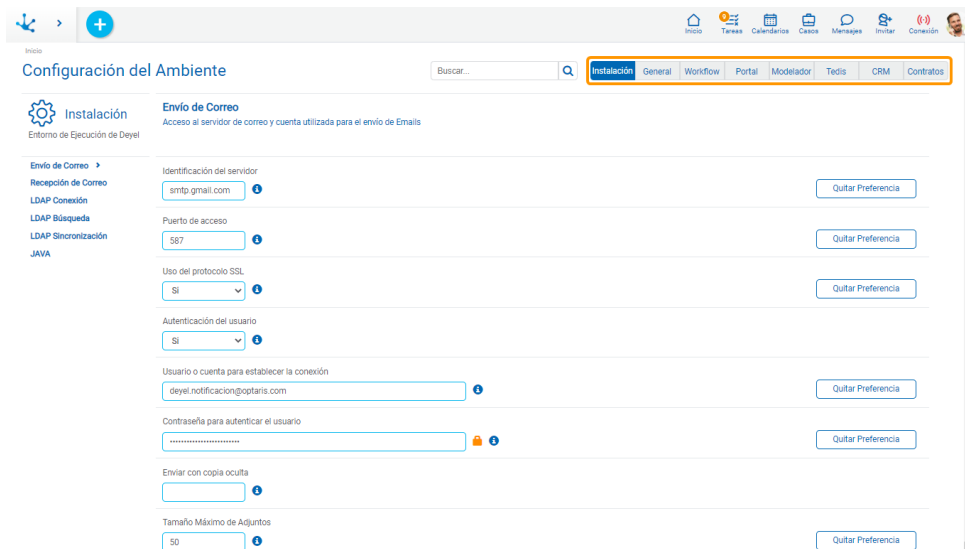 9
Inicio Tareas Calendarios Casos Mensajes Invitar Conexión
Inicio
Configuración del Ambiente
Buscar...
Instalación General Workflow Portal Modelador Tedis CRM Contratos
Instalación
Entorno de Ejecución de Deyel
Envío de Correo
Recepción de Correo
LDAP Conexión
LDAP Búsqueda
LDAP Sincronización
JAVA
Envío de Correo
Acceso al servidor de correo y cuenta utilizada para el envío de Emails
Identificación del servidor
smtp.gmail.com
Quitar Preferencia
Puerto de acceso
587
Quitar Preferencia
Uso del protocolo SSL
Si
Quitar Preferencia
Autenticación del usuario
Si
Usuario o cuenta para establecer la conexión
deyel.notificacion@optaris.com
Quitar Preferencia
Contraseña para autenticar el usuario
Quitar Preferencia
Enviar con copia oculta
Tamaño Máximo de Adjuntos
50
Quitar Preferencia